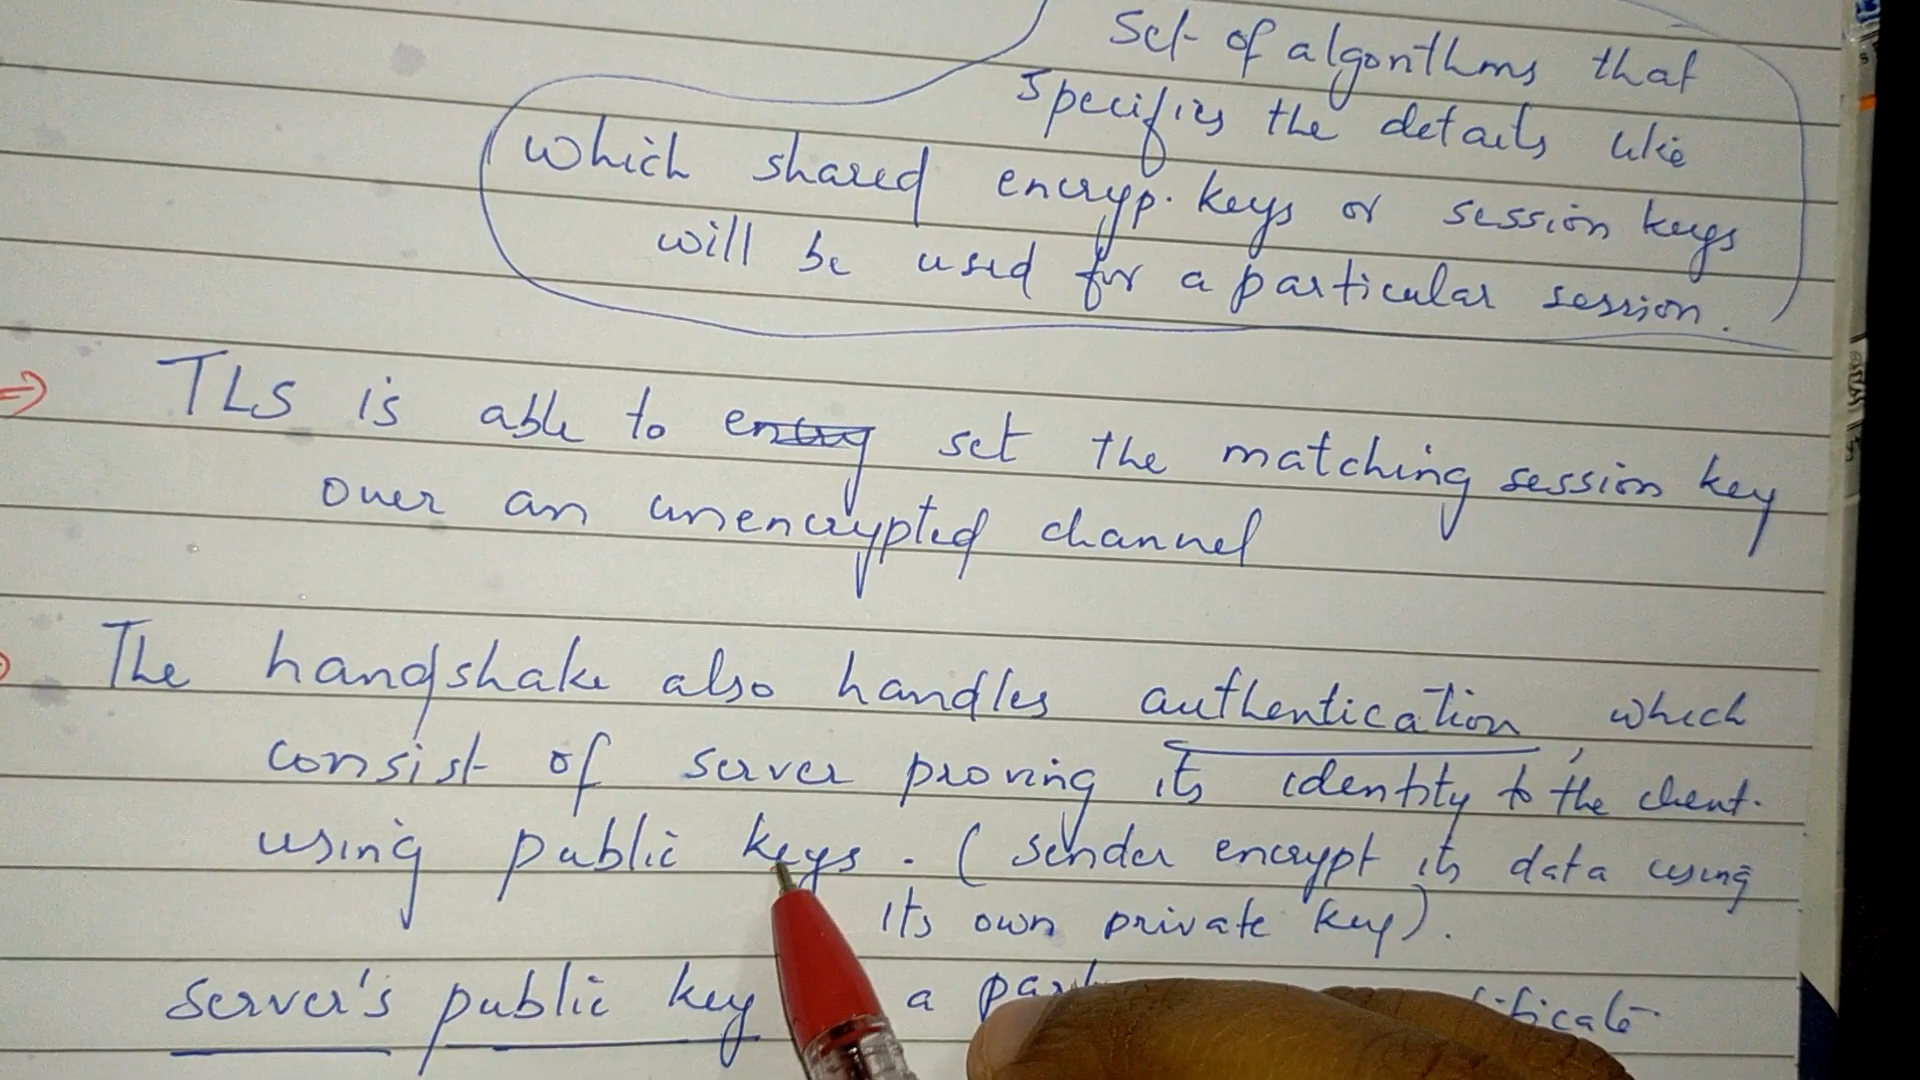 Set of algorithms that
specifies the details like
which shared encryp. keys or session keys
will be used for a particular session.
TLS is able to set the matching session key
over an unencrypted channel
The handshake also handles authentication, which
consist of server proving its identity to the client.
using public keys. (sender encrypt its data using
its own private key).
server's public key a